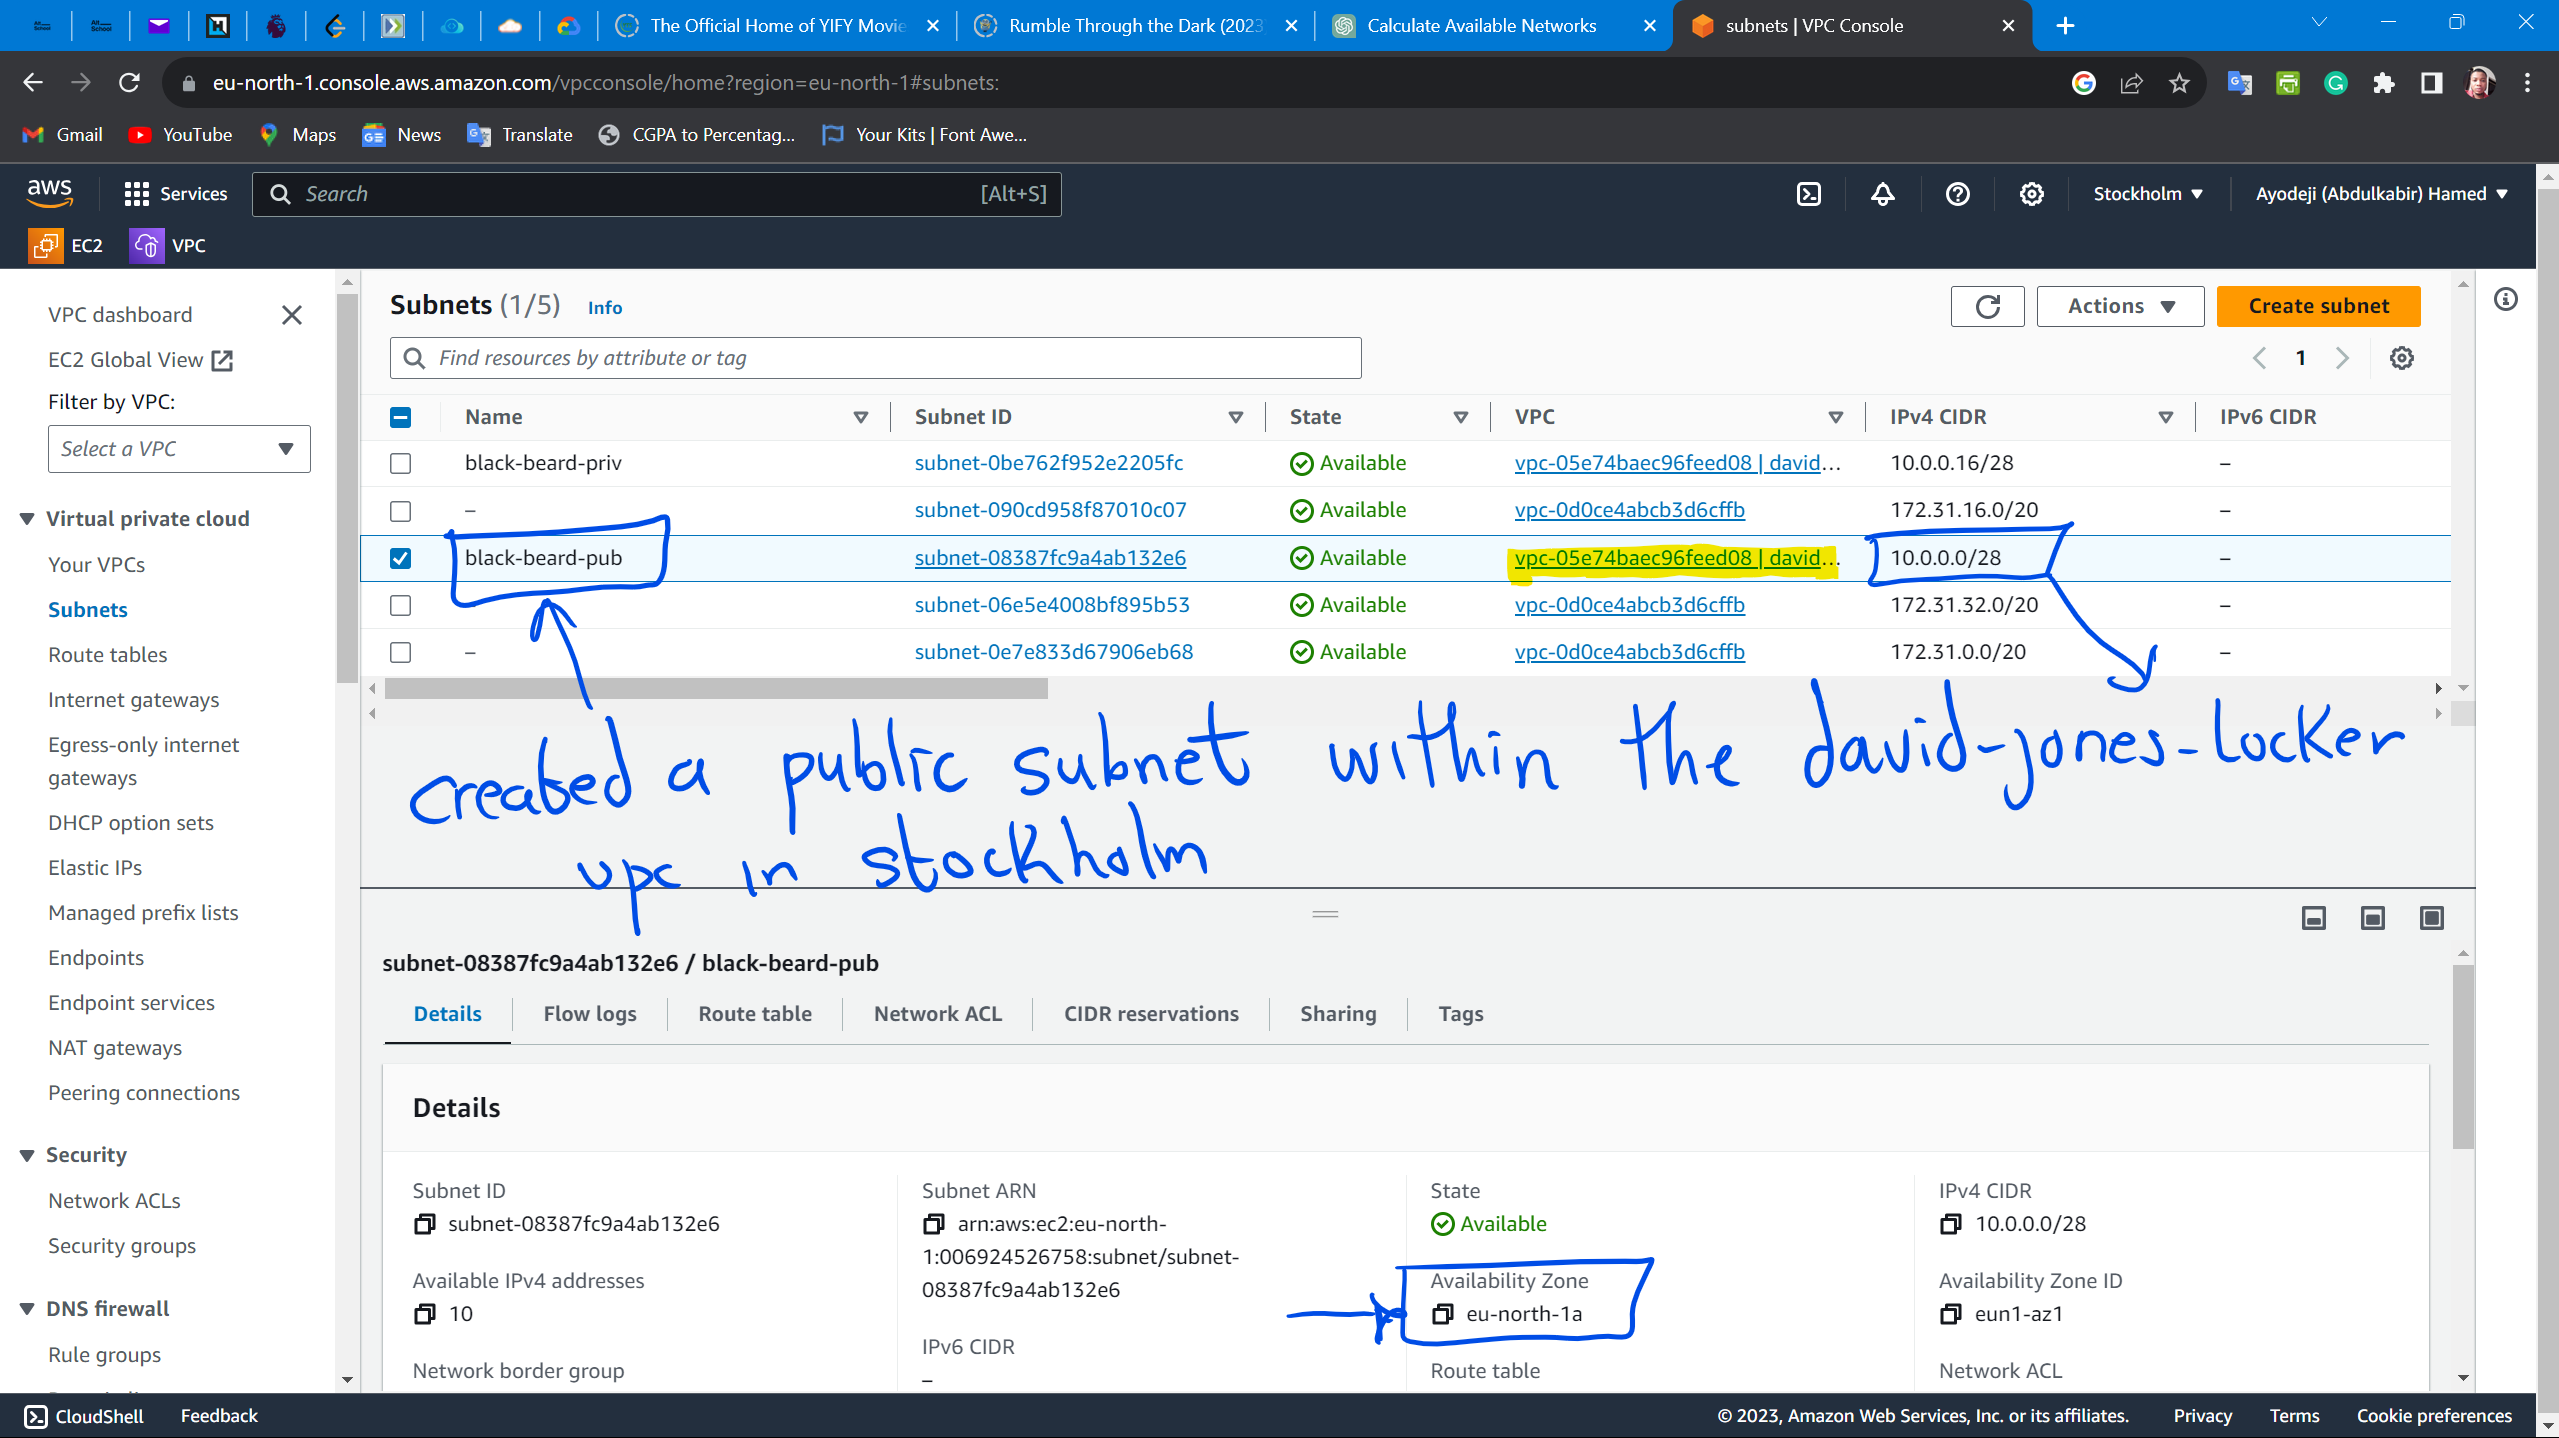 The Official Home of YIFY Movie
Rumble Through the Dark (2023)
Calculate Available Networks
subnets | VPC Console
eu-north-1.console.aws.amazon.com/vpcconsole/home?region=eu-north-1#subnets:
Gmail
YouTube
Maps
News
Translate
CGPA to Percentag...
Your Kits | Font Awe...
aws
Services
Search
[Alt+S]
Stockholm
Ayodeji (Abdulkabir) Hamed
EC2
VPC
VPC dashboard
EC2 Global View
Filter by VPC:
Select a VPC
Virtual private cloud
Your VPCs
Subnets
Route tables
Internet gateways
Egress-only internet
gateways
DHCP option sets
Elastic IPs
Managed prefix lists
Endpoints
Endpoint services
NAT gateways
Peering connections
Security
Network ACLs
Security groups
DNS firewall
Rule groups
Subnets (1/5) Info
Actions
Create subnet
Find resources by attribute or tag
1
Name Subnet ID State VPC IPv4 CIDR IPv6 CIDR
black-beard-priv subnet-0be762f952e2205fc Available vpc-05e74baec96feed08 | david... 10.0.0.16/28 –
– subnet-090cd958f87010c07 Available vpc-0d0ce4abcb3d6cffb 172.31.16.0/20 –
black-beard-pub subnet-08387fc9a4ab132e6 Available vpc-05e74baec96feed08 | david... 10.0.0.0/28 –
subnet-06e5e4008bf895b53 Available vpc-0d0ce4abcb3d6cffb 172.31.32.0/20 –
– subnet-0e7e833d67906eb68 Available vpc-0d0ce4abcb3d6cffb 172.31.0.0/20 –
created a public subnet within the david-jones-locker
vpc in stockholm
subnet-08387fc9a4ab132e6 / black-beard-pub
Details Flow logs Route table Network ACL CIDR reservations Sharing Tags
Details
Subnet ID
subnet-08387fc9a4ab132e6
Available IPv4 addresses
10
Network border group
Subnet ARN
arn:aws:ec2:eu-north-
1:006924526758:subnet/subnet-
08387fc9a4ab132e6
IPv6 CIDR
–
State
Available
Availability Zone
eu-north-1a
Route table
IPv4 CIDR
10.0.0.0/28
Availability Zone ID
eun1-az1
Network ACL
CloudShell
Feedback
© 2023, Amazon Web Services, Inc. or its affiliates.
Privacy
Terms
Cookie preferences